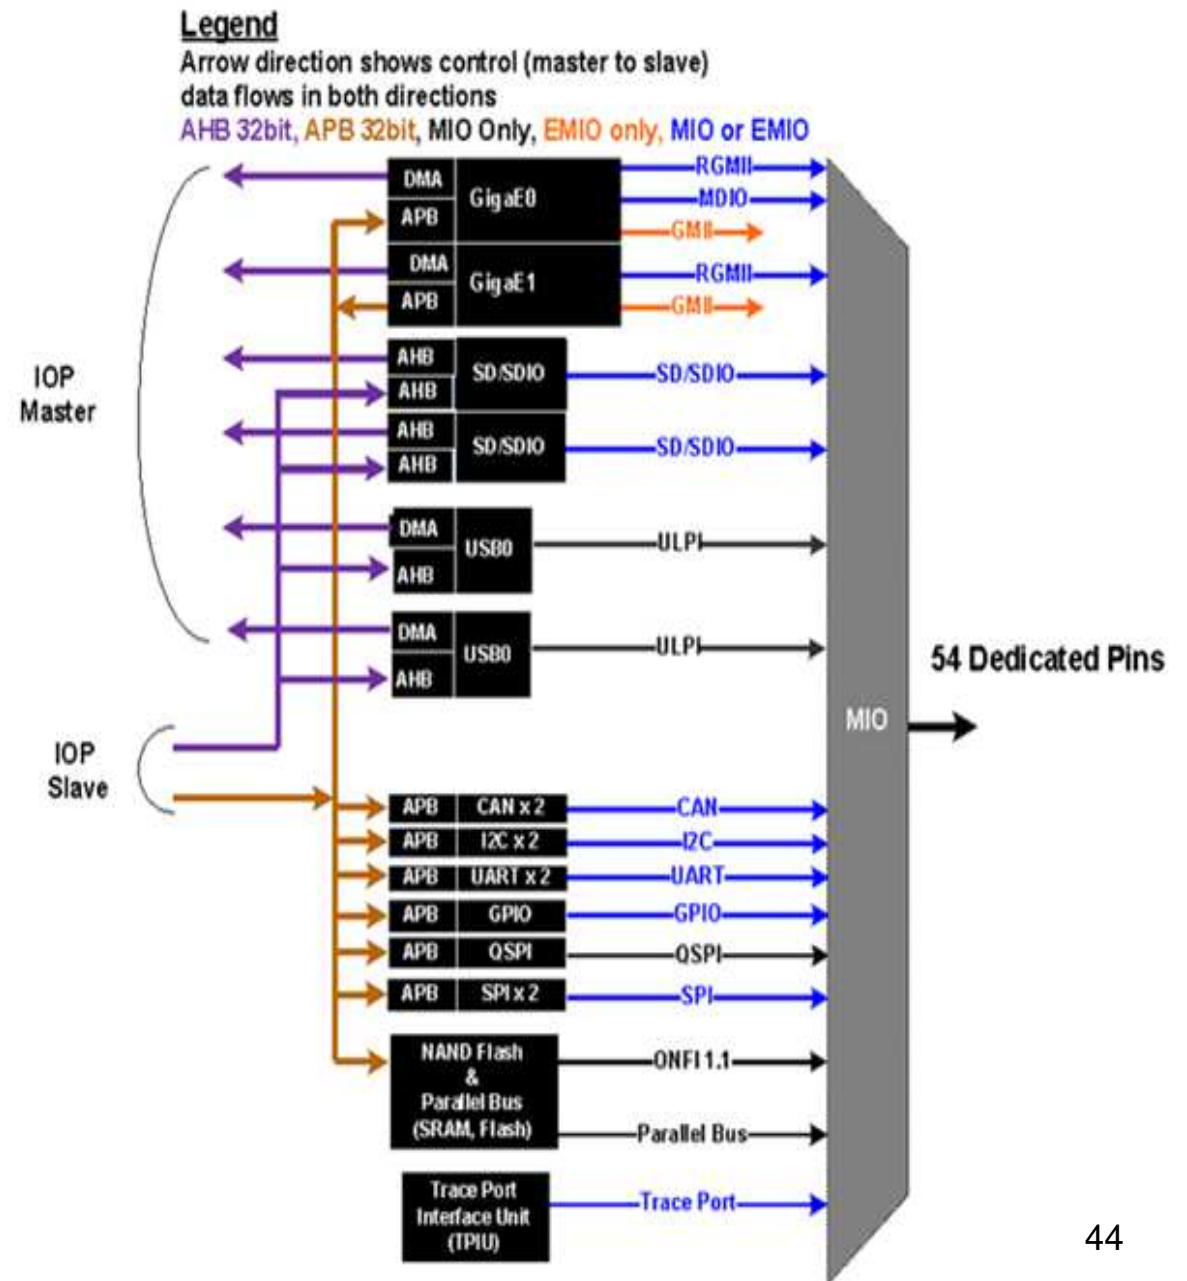 Legend
Arrow direction shows control (master to slave)
data flows in both directions
AHB 32bit, APB 32bit, MIO Only, EMIO only, MIO or EMIO
DMA
APB
GigaE0
RGMII
MDIO
GMII
DMA
APB
GigaE1
RGMII
GMII
IOP
Master
AHB
AHB
SD/SDIO
SD/SDIO
AHB
AHB
SD/SDIO
SD/SDIO
DMA
AHB
USB0
ULPI
DMA
AHB
USB0
ULPI
54 Dedicated Pins
MIO
IOP
Slave
APB CAN x 2 CAN
APB I2C x 2 I2C
APB UART x 2 UART
APB GPIO GPIO
APB QSPI QSPI
APB SPI x 2 SPI
NAND Flash
&
Parallel Bus
(SRAM, Flash)
ONFI 1.1
Parallel Bus
Trace Port
Interface Unit
(TPIU)
Trace Port
44